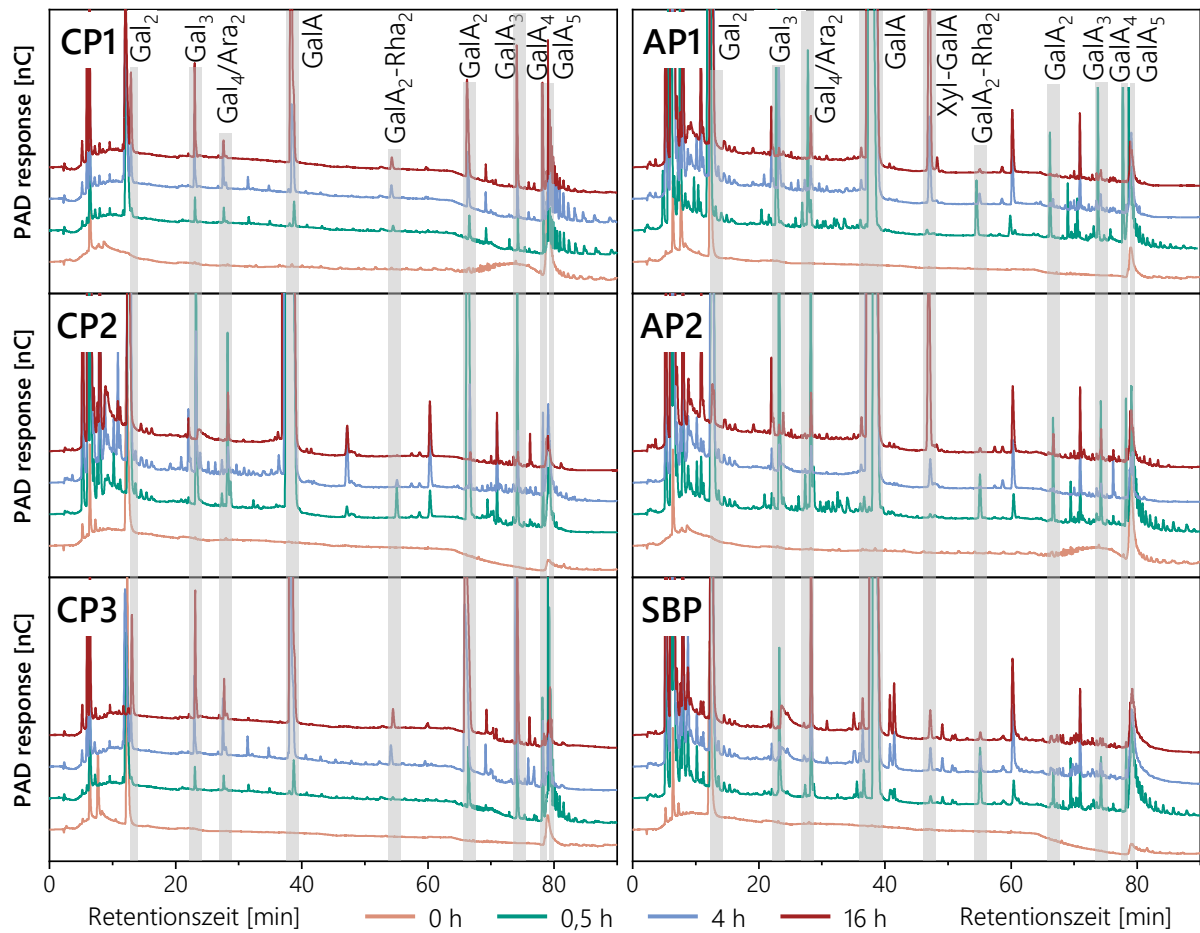 CP1
Gal₂
Gal₃
Gal₄/Ara₂
GalA
GalA₂-Rha₂
GalA₂
GalA₃
GalA₄
GalA₅
AP1
Gal₂
Gal₃
Gal₄/Ara₂
GalA
Xyl-GalA
GalA₂-Rha₂
GalA₂
GalA₃
GalA₄
GalA₅
PAD response [nC]
CP2
AP2
PAD response [nC]
CP3
SBP
PAD response [nC]
0 20 40 60 80
0 20 40 60 80
Retentionszeit [min]
0 h
0,5 h
4 h
16 h
Retentionszeit [min]